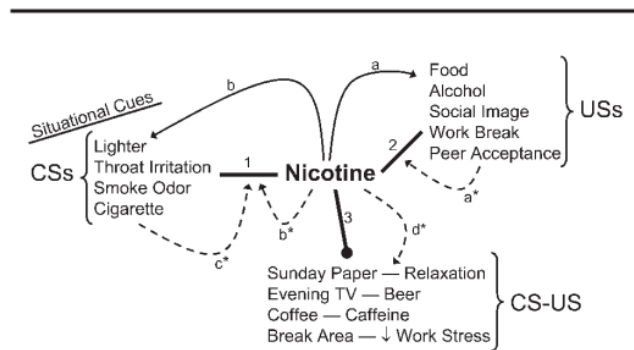 b
a
Food
Alcohol
Social Image
Work Break
Peer Acceptance
USs
Situational Cues
CSs
Lighter
Throat Irritation
Smoke Odor
Cigarette
1
Nicotine
2
a*
b*
c*
3
d*
Sunday Paper — Relaxation
Evening TV — Beer
Coffee — Caffeine
Break Area — ↓ Work Stress
CS-US